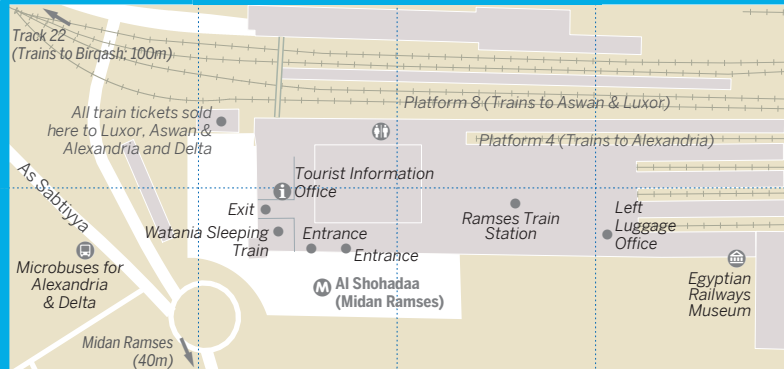 Track 22
(Trains to Birqash; 100m)
All train tickets sold
here to Luxor, Aswan &
Alexandria and Delta
Platform 8 (Trains to Aswan & Luxor)
Platform 4 (Trains to Alexandria)
As Sabtiyya
i
Tourist Information
Office
Exit
Watania Sleeping
Train
Entrance
Entrance
Ramses Train
Station
Left
Luggage
Office
Microbuses for
Alexandria
& Delta
M
Al Shohadaa
(Midan Ramses)
Egyptian
Railways
Museum
Midan Ramses
(40m)